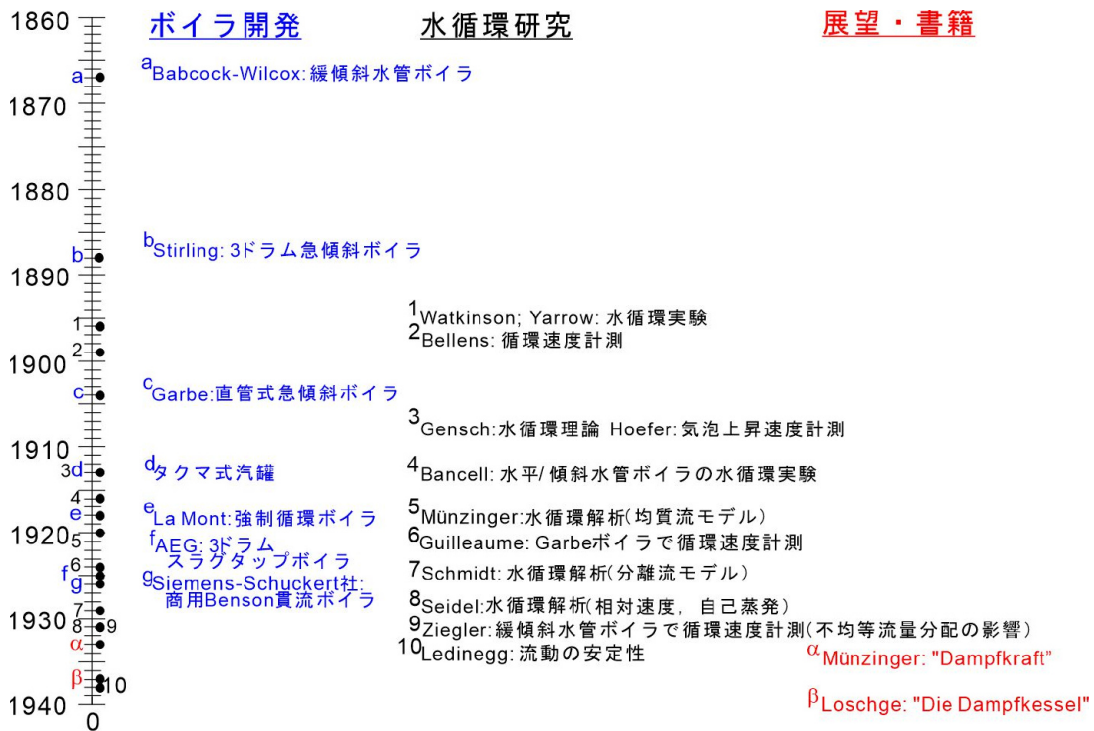 ボイラ開発 水循環研究 展望・書籍
1860
a
aBabcock-Wilcox:緩傾斜水管ボイラ
1870
1880
b
bStirling: 3ドラム急傾斜ボイラ
1890
1
1Watkinson; Yarrow: 水循環実験
2
2Bellens: 循環速度計測
1900
c
cGarbe:直管式急傾斜ボイラ
3Gensch:水循環理論 Hoefer:気泡上昇速度計測
1910
3d
dタクマ式汽罐
4Bancell: 水平/傾斜水管ボイラの水循環実験
4
e
eLa Mont:強制循環ボイラ
5Münzinger:水循環解析(均質流モデル)
1920
5
fAEG: 3ドラム
スラグタップボイラ
6Guilleaume: Garbeボイラで循環速度計測
6
f
g
gSiemens-Schuckert社:
商用Benson貫流ボイラ
7Schmidt: 水循環解析(分離流モデル)
7
8Seidel:水循環解析(相対速度, 自己蒸発)
1930
8 9
9Ziegler:緩傾斜水管ボイラで循環速度計測(不均等流量分配の影響)
α
10Ledinegg: 流動の安定性
αMünzinger: "Dampfkraft"
β
10
βLoschge: "Die Dampfkessel"
1940
0